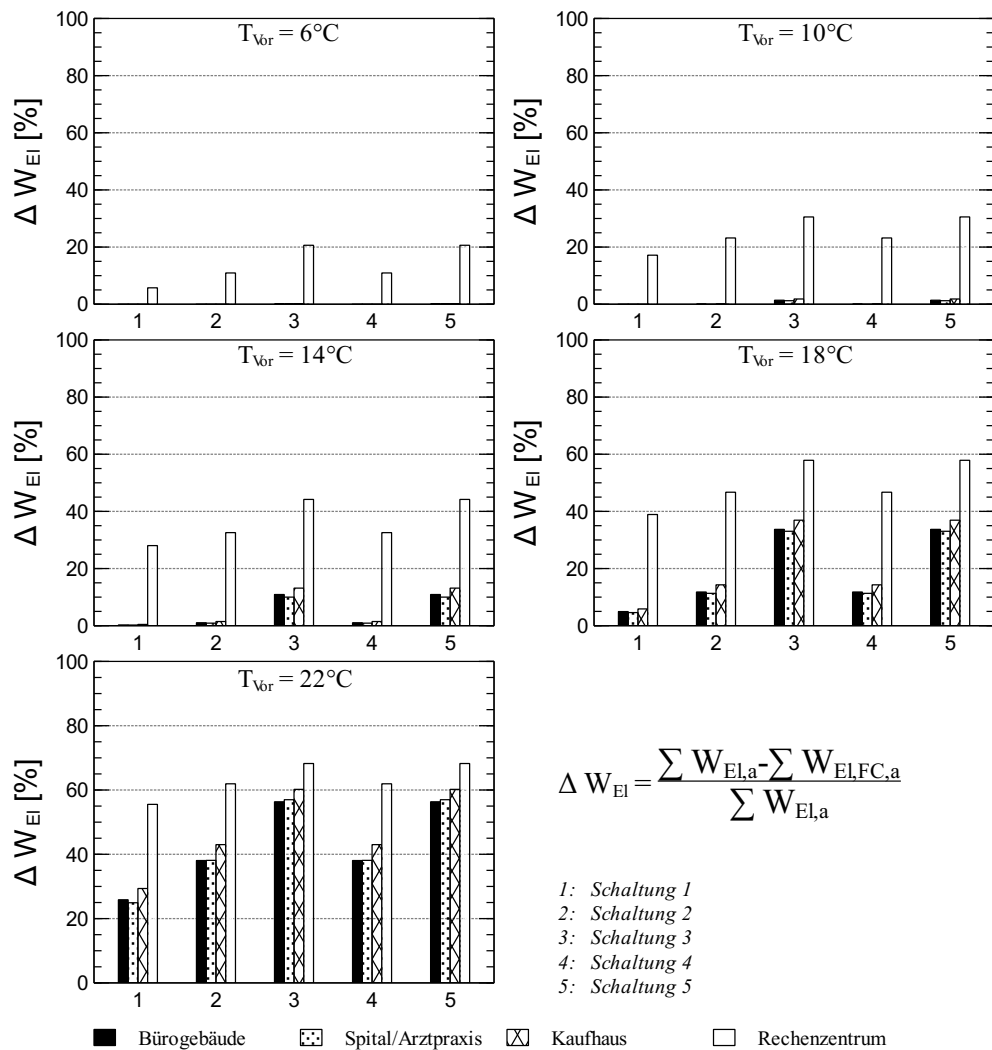 T_Vor = 6°C
Δ W_El [%]
100
80
60
40
20
0
1 2 3 4 5
T_Vor = 10°C
Δ W_El [%]
100
80
60
40
20
0
1 2 3 4 5
T_Vor = 14°C
Δ W_El [%]
100
80
60
40
20
0
1 2 3 4 5
T_Vor = 18°C
Δ W_El [%]
100
80
60
40
20
0
1 2 3 4 5
T_Vor = 22°C
Δ W_El [%]
100
80
60
40
20
0
1 2 3 4 5
Δ W_El = (∑ W_El,a - ∑ W_El,FC,a) / ∑ W_El,a
1: Schaltung 1
2: Schaltung 2
3: Schaltung 3
4: Schaltung 4
5: Schaltung 5
Bürogebäude Spital/Arztpraxis Kaufhaus Rechenzentrum